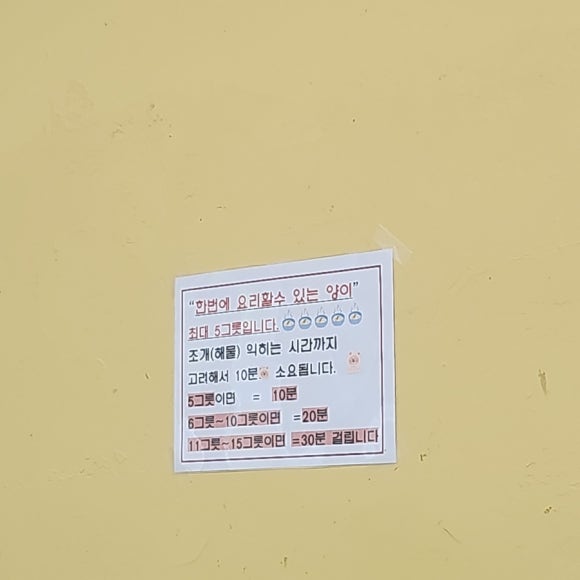 “한번에 요리할수 있는 양이”
최대 5그릇입니다.
조개(해물) 익히는 시간까지
고려해서 10분 소요됩니다.
5그릇이면 = 10분
6그릇~10그릇이면 =20분
11그릇~15그릇이면 =30분 걸립니다